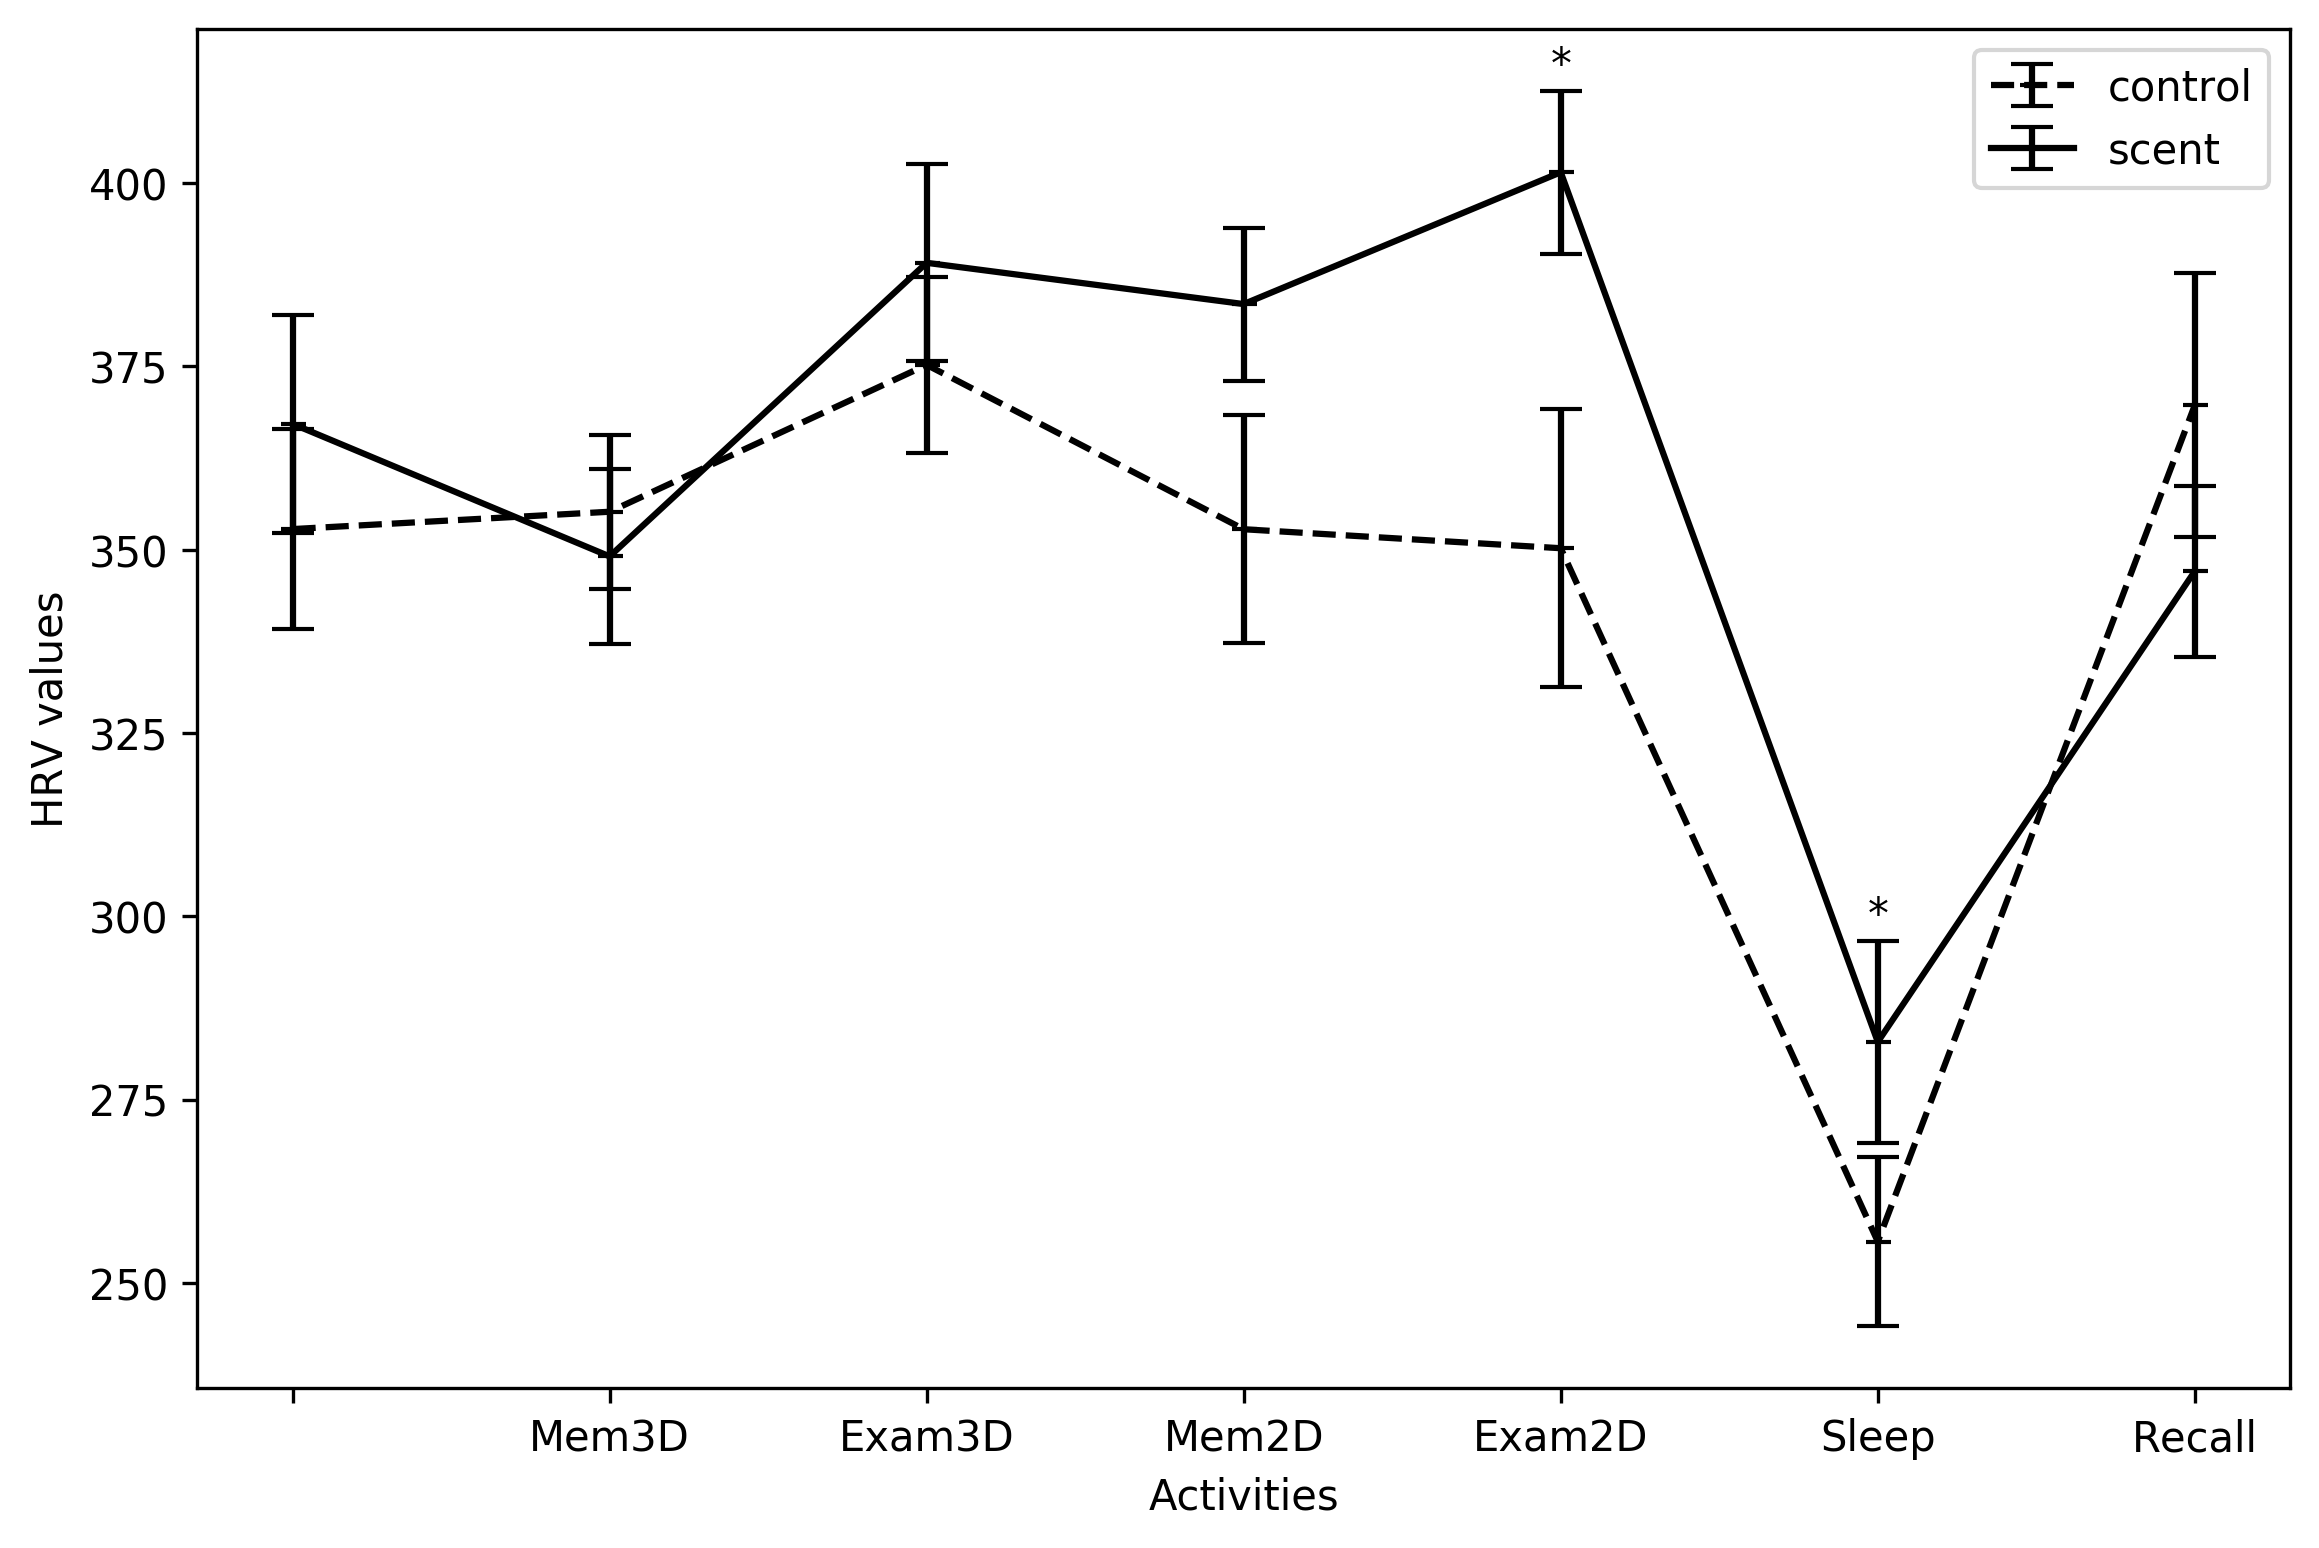 *
control
scent
400
375
350
325
300
275
250
HRV values
*
Mem3D Exam3D Mem2D Exam2D Sleep Recall
Activities